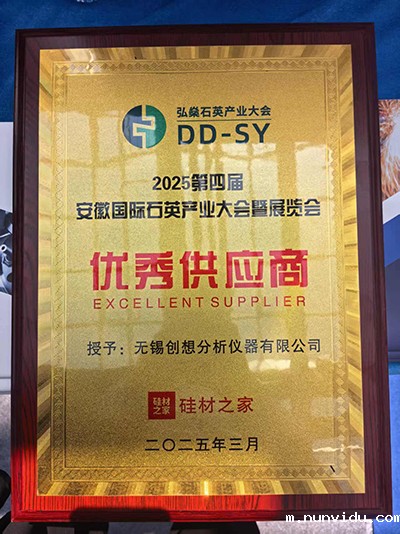 弘燊石英产业大会
DD-SY
2025第四届
安徽国际石英产业大会暨展览会
优秀供应商
EXCELLENT SUPPLIER
授予：无锡创想分析仪器有限公司
硅材之家 硅材之家
二〇二五年三月
m.nunyidu.com